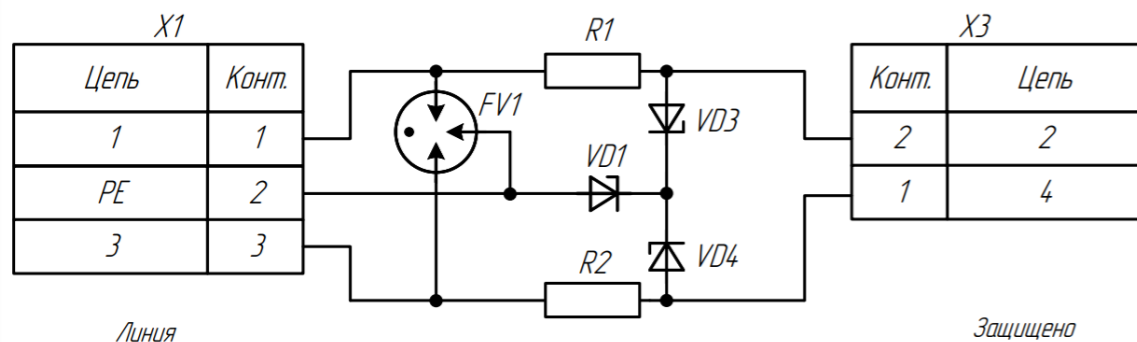 X1
Цепь Конт.
1 1
PE 2
3 3
Линия
R1
FV1
VD3
VD1
VD4
R2
X3
Конт. Цепь
2 2
1 4
Защищено